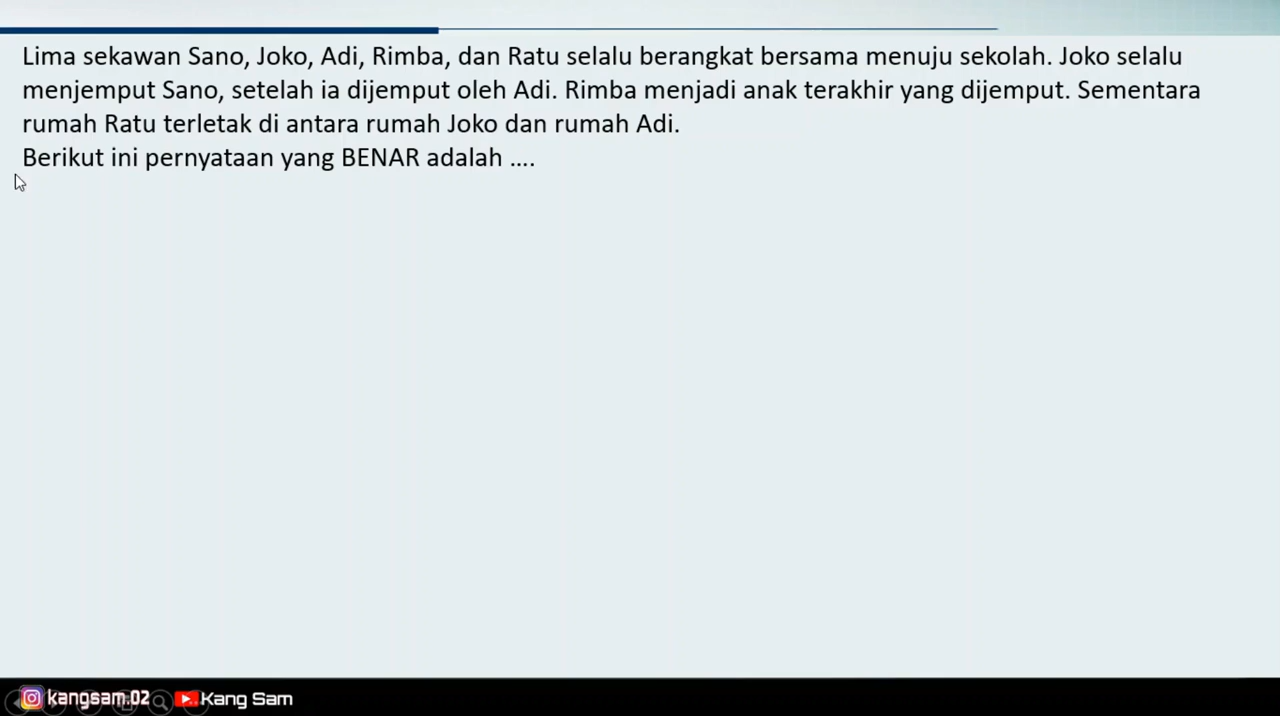 Lima sekawan Sano, Joko, Adi, Rimba, dan Ratu selalu berangkat bersama menuju sekolah. Joko selalu
menjemput Sano, setelah ia dijemput oleh Adi. Rimba menjadi anak terakhir yang dijemput. Sementara
rumah Ratu terletak di antara rumah Joko dan rumah Adi.
Berikut ini pernyataan yang BENAR adalah ....
kangsam.02 Kang Sam